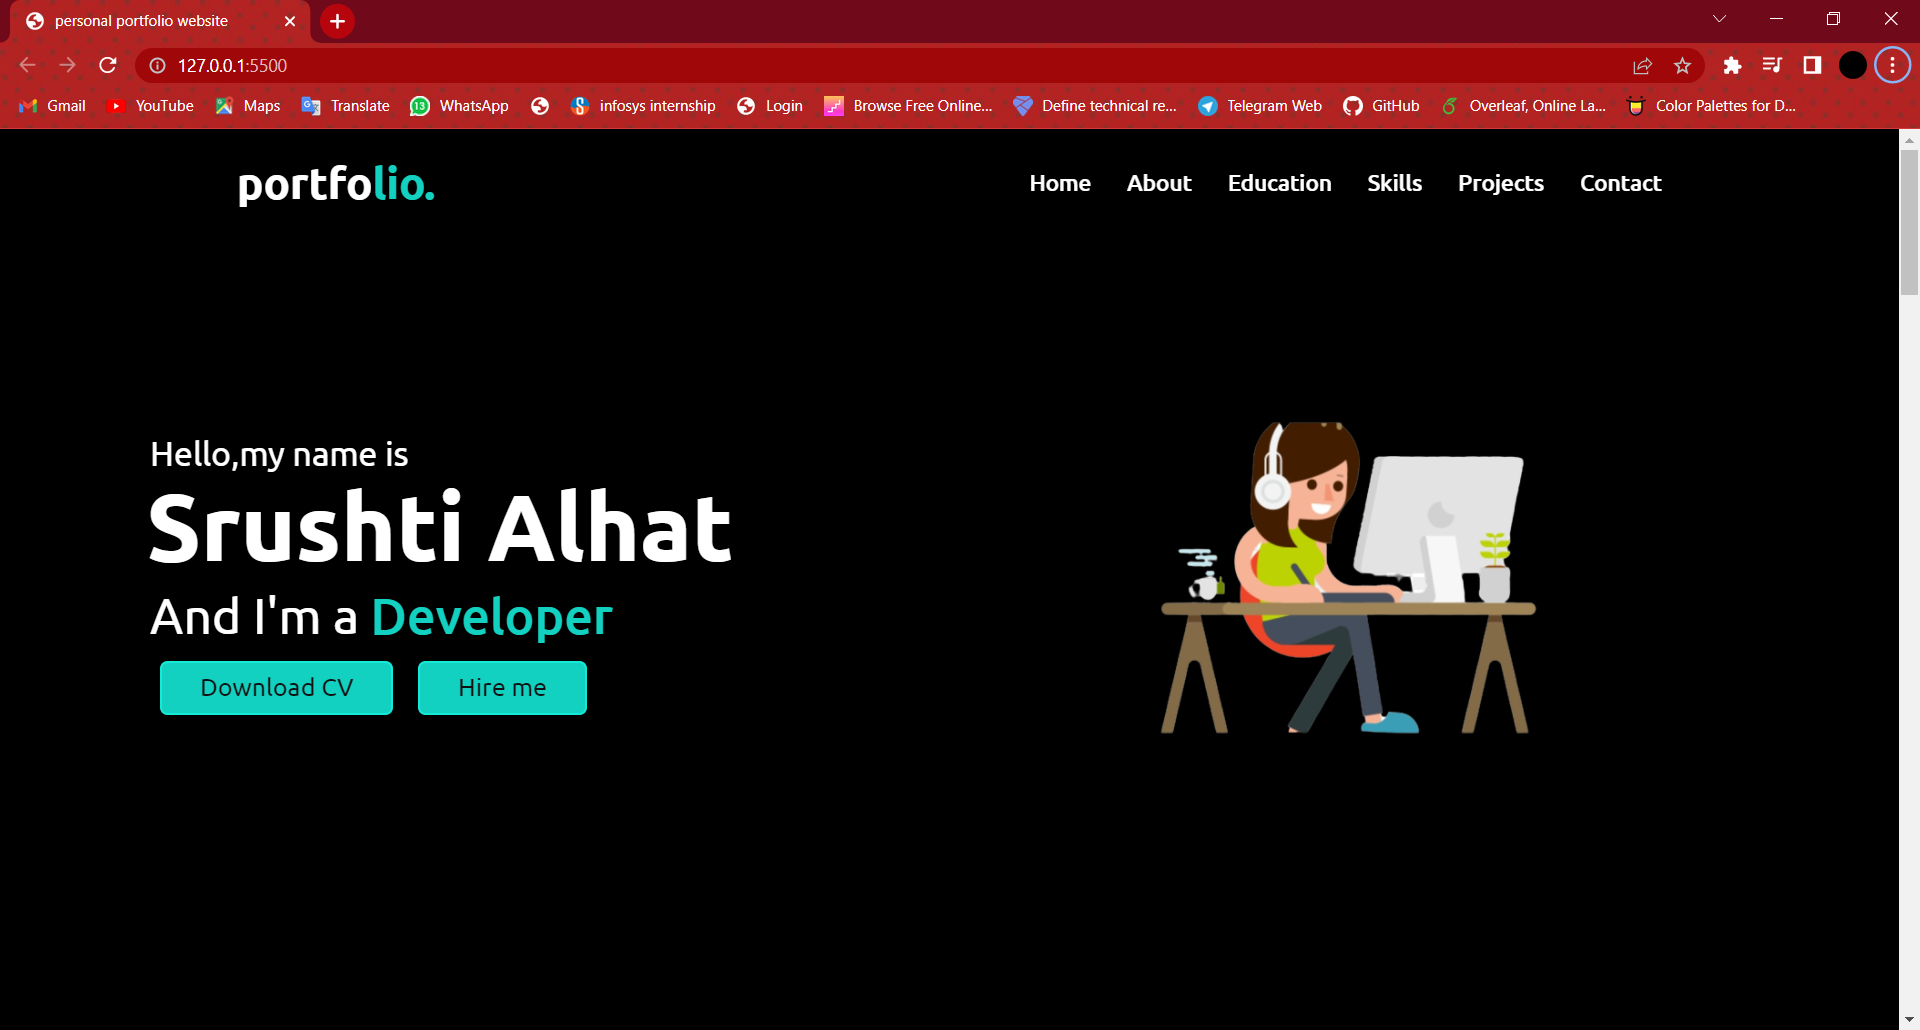 personal portfolio website
127.0.0.1:5500
Gmail YouTube Maps Translate 13 WhatsApp infosys internship Login Browse Free Online... Define technical re... Telegram Web GitHub Overleaf, Online La... Color Palettes for D...
portfolio. Home About Education Skills Projects Contact
Hello,my name is
Srushti Alhat
And I'm a Developer
Download CV Hire me